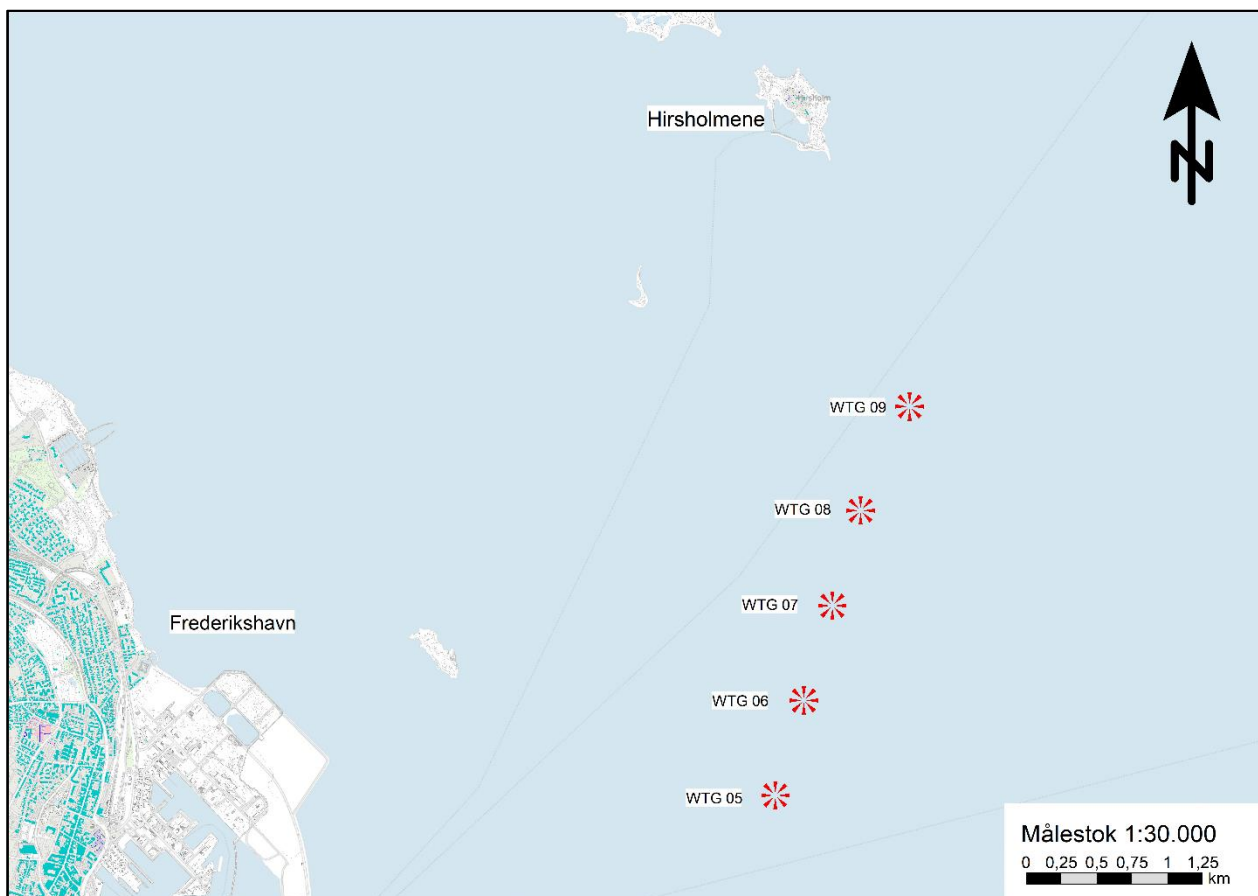 Hirsholm
Hirsholmene
N
WTG 09
WTG 08
WTG 07
Frederikshavn
WTG 06
WTG 05
Målestok 1:30.000
0 0,25 0,5 0,75 1 1,25
km